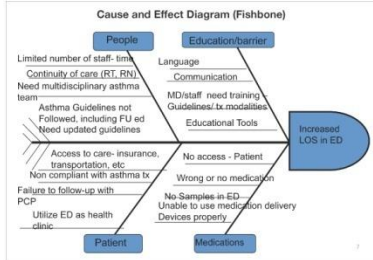 Cause and Effect Diagram (Fishbone)
People
Education/barrier
Limited number of staff- time
Continuity of care (RT, RN)
Need multidisciplinary asthma
team
Asthma Guidelines not
Followed, including FU ed
Need updated guidelines
Language
Communication
MD/staff need training –
Guidelines/ tx modalities
Educational Tools
Increased
LOS in ED
Access to care- insurance,
transportation, etc
Non compliant with asthma tx
Failure to follow-up with
PCP
Utilize ED as health
clinic
No access - Patient
Wrong or no medication
No Samples in ED
Unable to use medication delivery
Devices properly
Patient
Medications
7